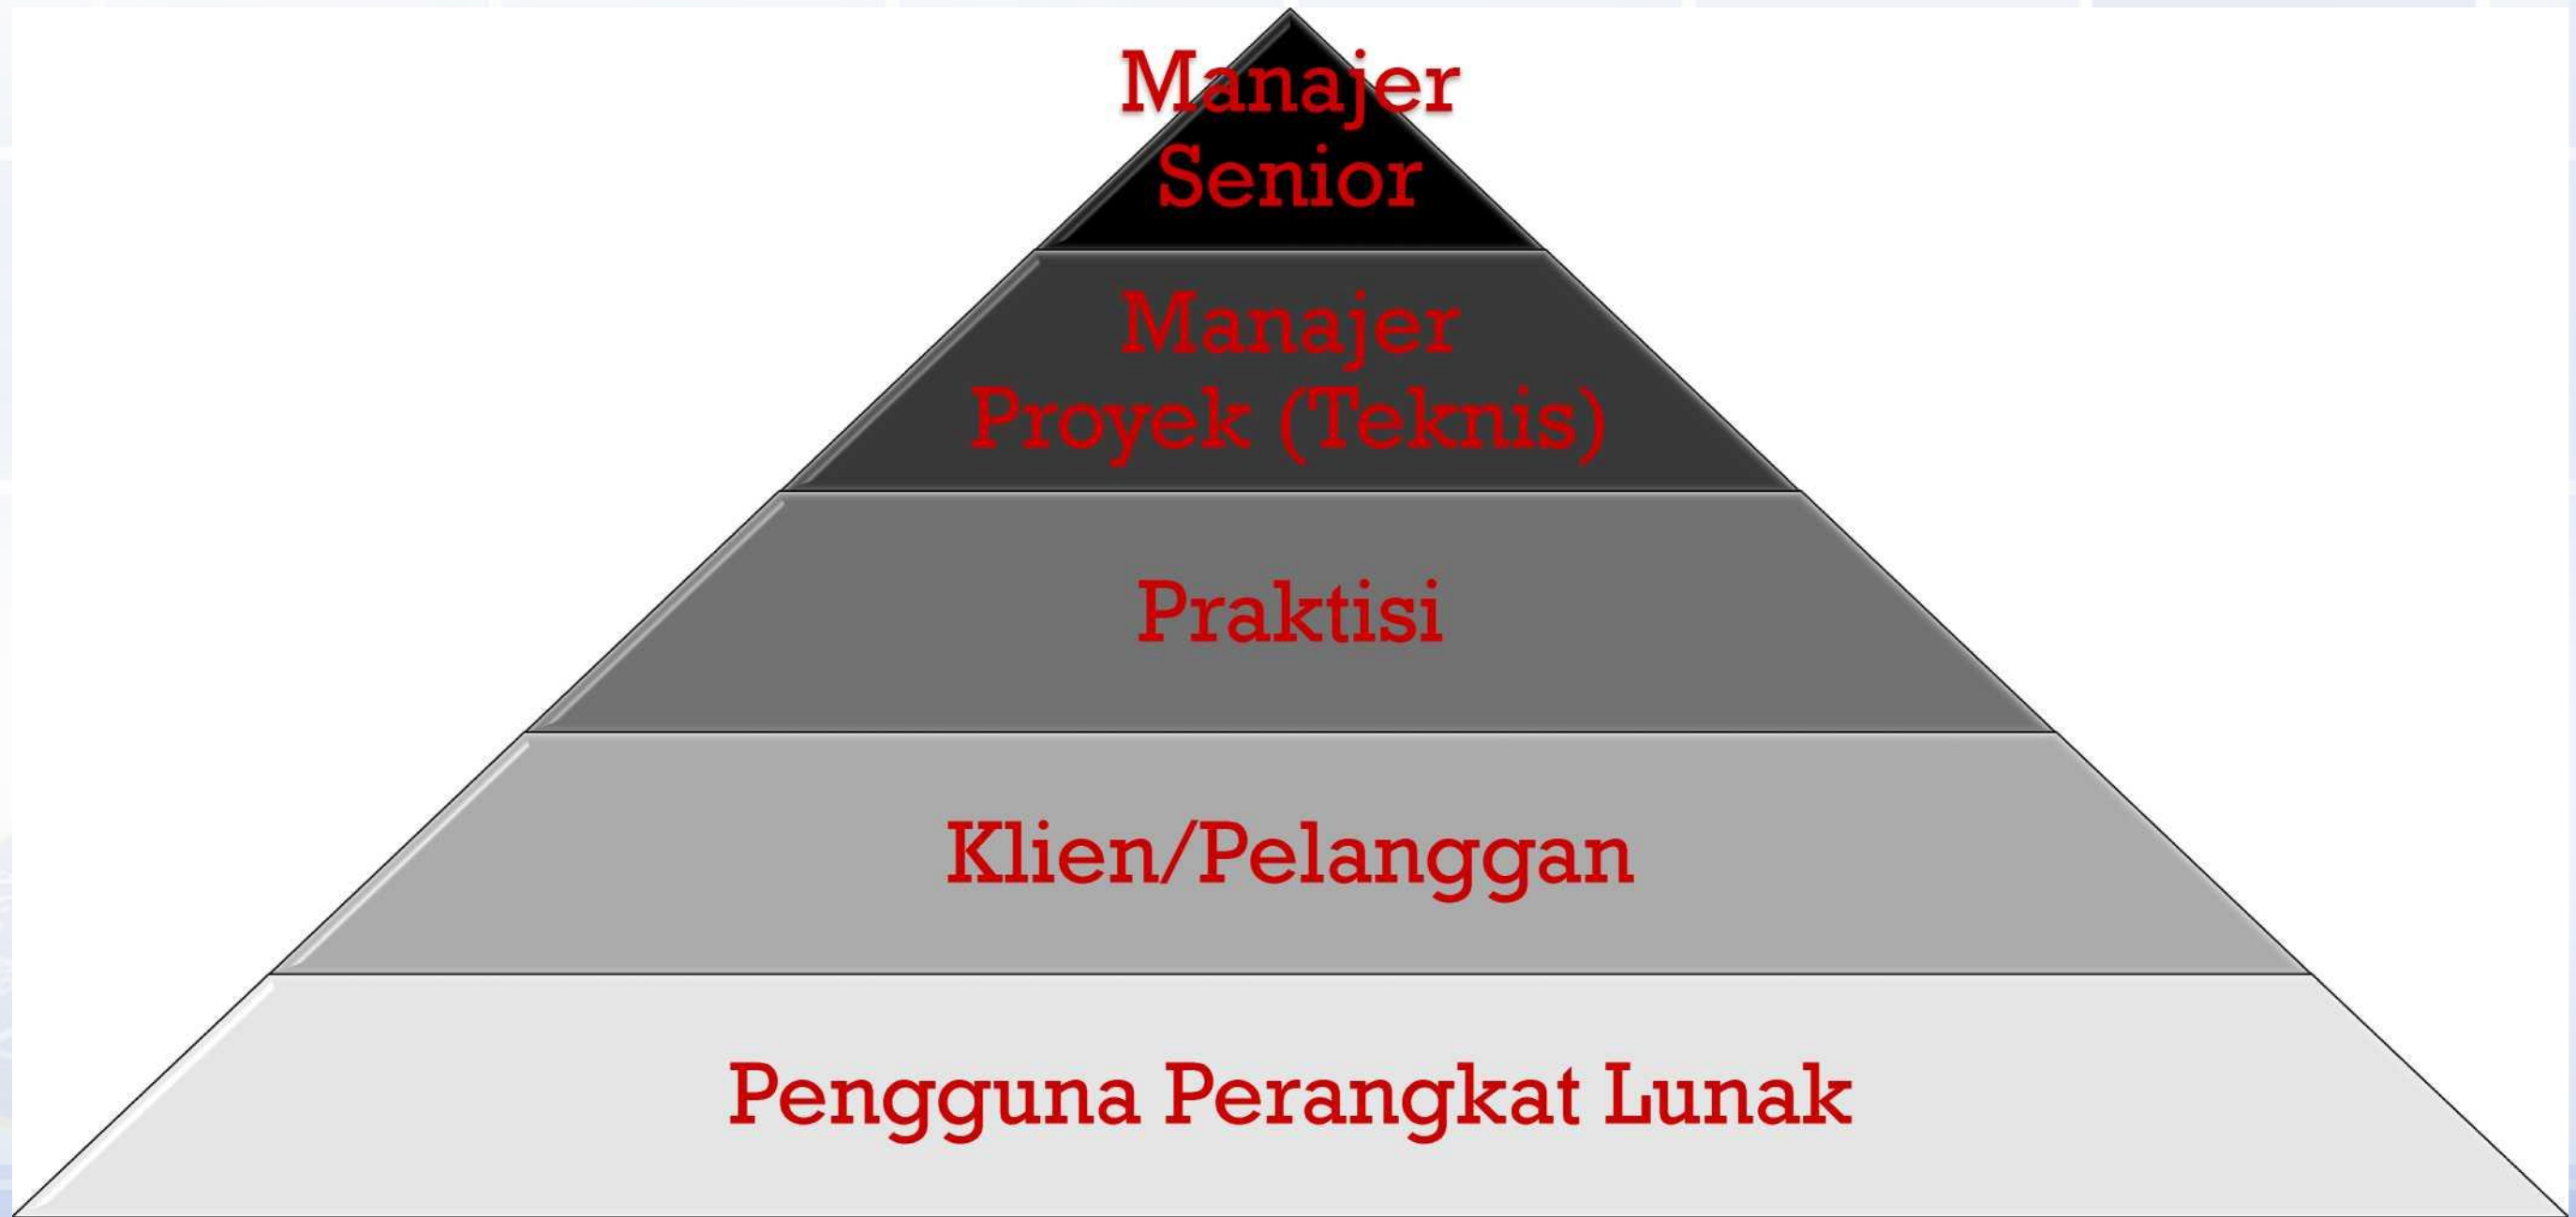 Manajer
Senior
Manajer
Proyek (Teknis)
Praktisi
Klien/Pelanggan
Pengguna Perangkat Lunak